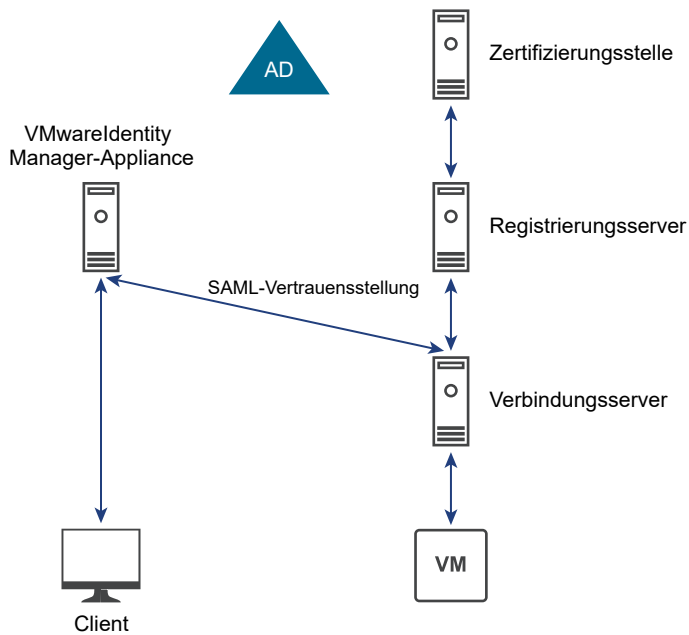 AD
Zertifizierungsstelle
VMwareIdentity
Manager-Appliance
Registrierungsserver
SAML-Vertrauensstellung
Verbindungsserver
VM
Client